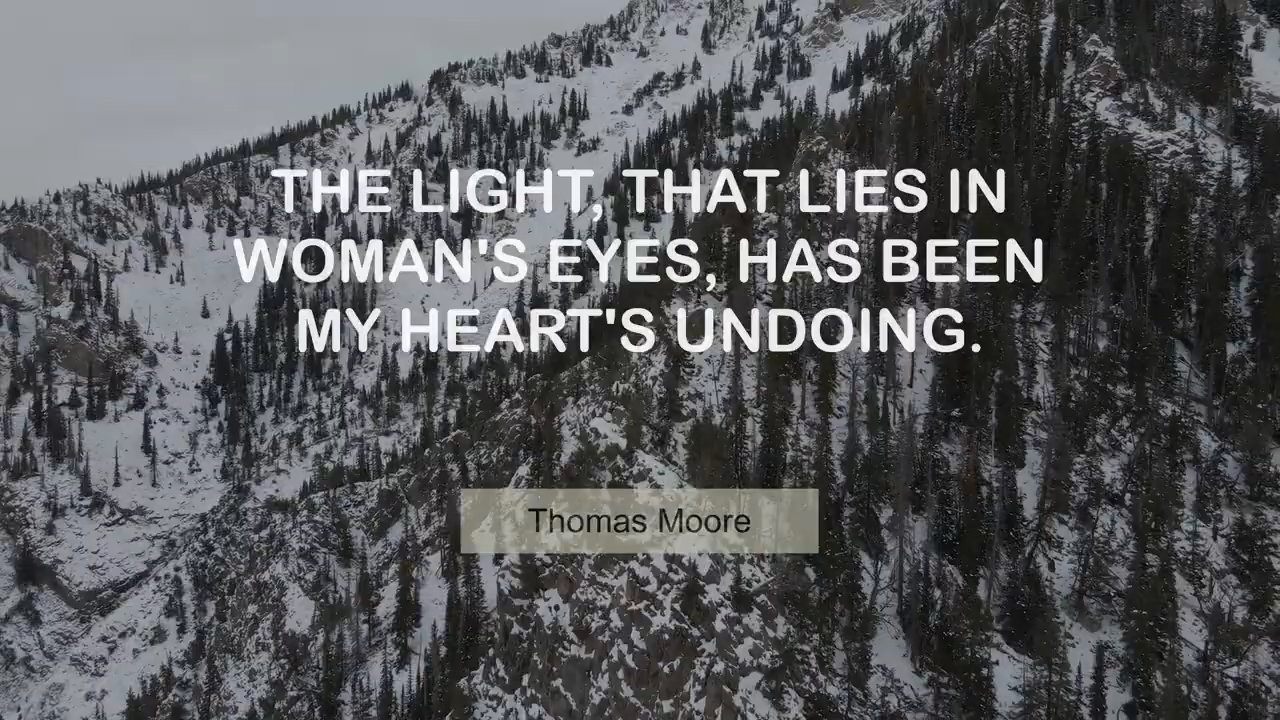 THE LIGHT, THAT LIES IN
WOMAN'S EYES, HAS BEEN
MY HEART'S UNDOING.
Thomas Moore